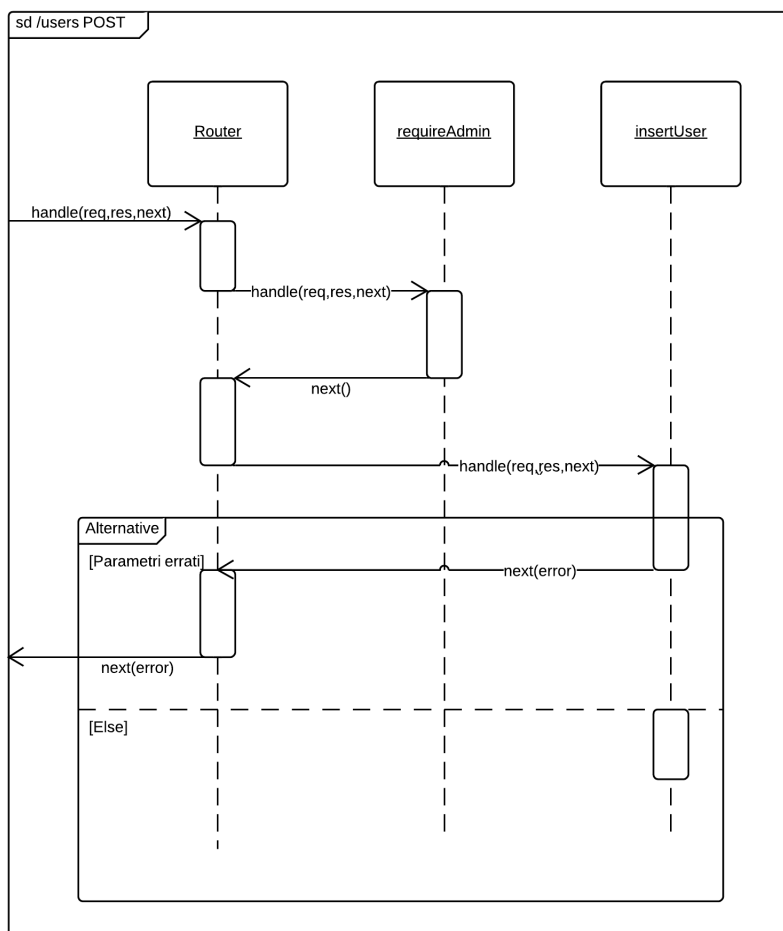 sd /users POST
Router
requireAdmin
insertUser
handle(req,res,next)
handle(req,res,next)
next()
handle(req,res,next)
Alternative
[Parametri errati]
next(error)
next(error)
[Else]